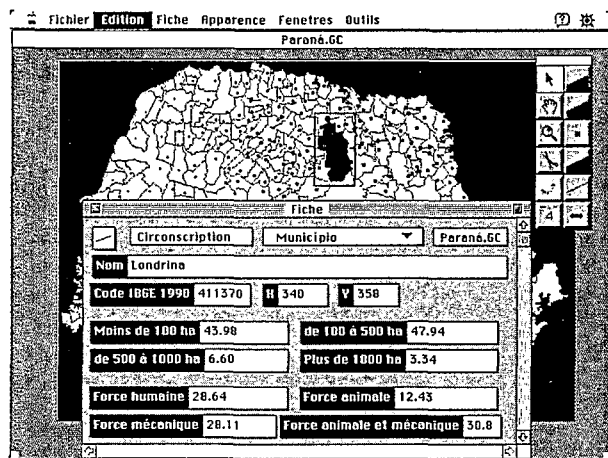 Fichier Edition Fiche Apparence Fenetres Outils
Paraná.GC
Fiche
Circonscription Municipio Paraná.GC
Nom Londrina
Code IBGE 1990 411370 X 340 Y 358
Moins de 100 ha 43.98 de 100 à 500 ha 47.94
de 500 à 1000 ha 6.60 Plus de 1000 ha 3.34
Force humaine 28.64 Force animale 12.43
Force mécanique 28.11 Force animale et mécanique 30.8